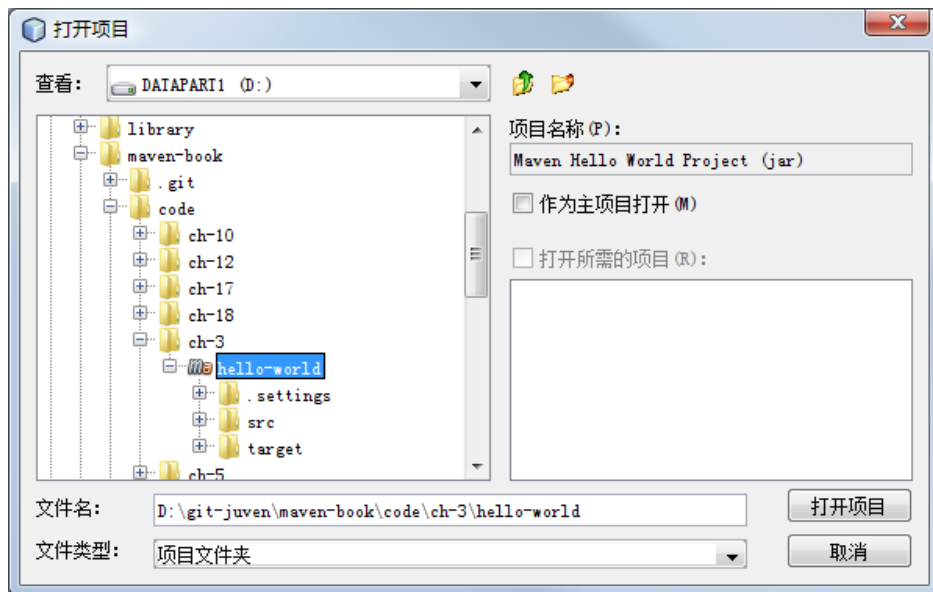 打开项目
查看：
DATAPART1 (D:)
library
maven-book
.git
code
ch-10
ch-12
ch-17
ch-18
ch-3
hello-world
.settings
src
target
ch-5
项目名称(P)：
Maven Hello World Project (jar)
作为主项目打开(M)
打开所需的项目(R)：
文件名：
D:\git-juven\maven-book\code\ch-3\hello-world
打开项目
文件类型：
项目文件夹
取消